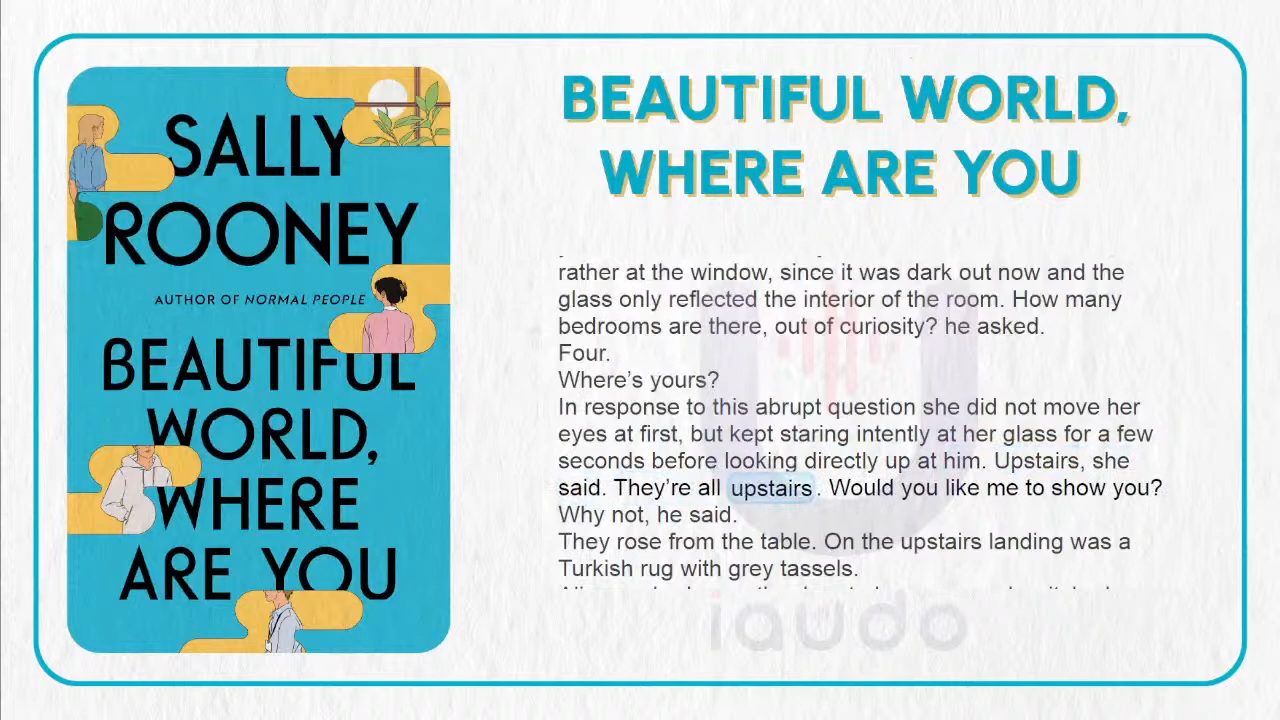 SALLY
ROONEY
AUTHOR OF NORMAL PEOPLE
BEAUTIFUL
WORLD,
WHERE
ARE YOU
BEAUTIFUL WORLD,
WHERE ARE YOU
rather at the window, since it was dark out now and the
glass only reflected the interior of the room. How many
bedrooms are there, out of curiosity? he asked.
Four.
Where’s yours?
In response to this abrupt question she did not move her
eyes at first, but kept staring intently at her glass for a few
seconds before looking directly up at him. Upstairs, she
said. They’re all upstairs. Would you like me to show you?
Why not, he said.
They rose from the table. On the upstairs landing was a
Turkish rug with grey tassels.
iaudo